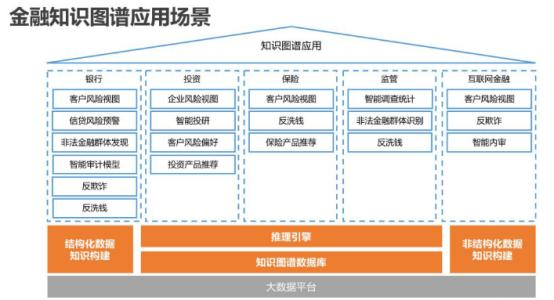 金融知识图谱应用场景
知识图谱应用
银行
客户风险视图
信贷风险预警
非法金融群体发现
智能审计模型
反欺诈
反洗钱
投资
企业风险视图
智能投研
客户风险偏好
投资产品推荐
保险
客户风险视图
反洗钱
保险产品推荐
监管
智能调查统计
非法金融群体识别
反洗钱
互联网金融
客户风险视图
反欺诈
智能内审
结构化数据
知识构建
推理引擎
知识图谱数据库
非结构化数据
知识构建
大数据平台